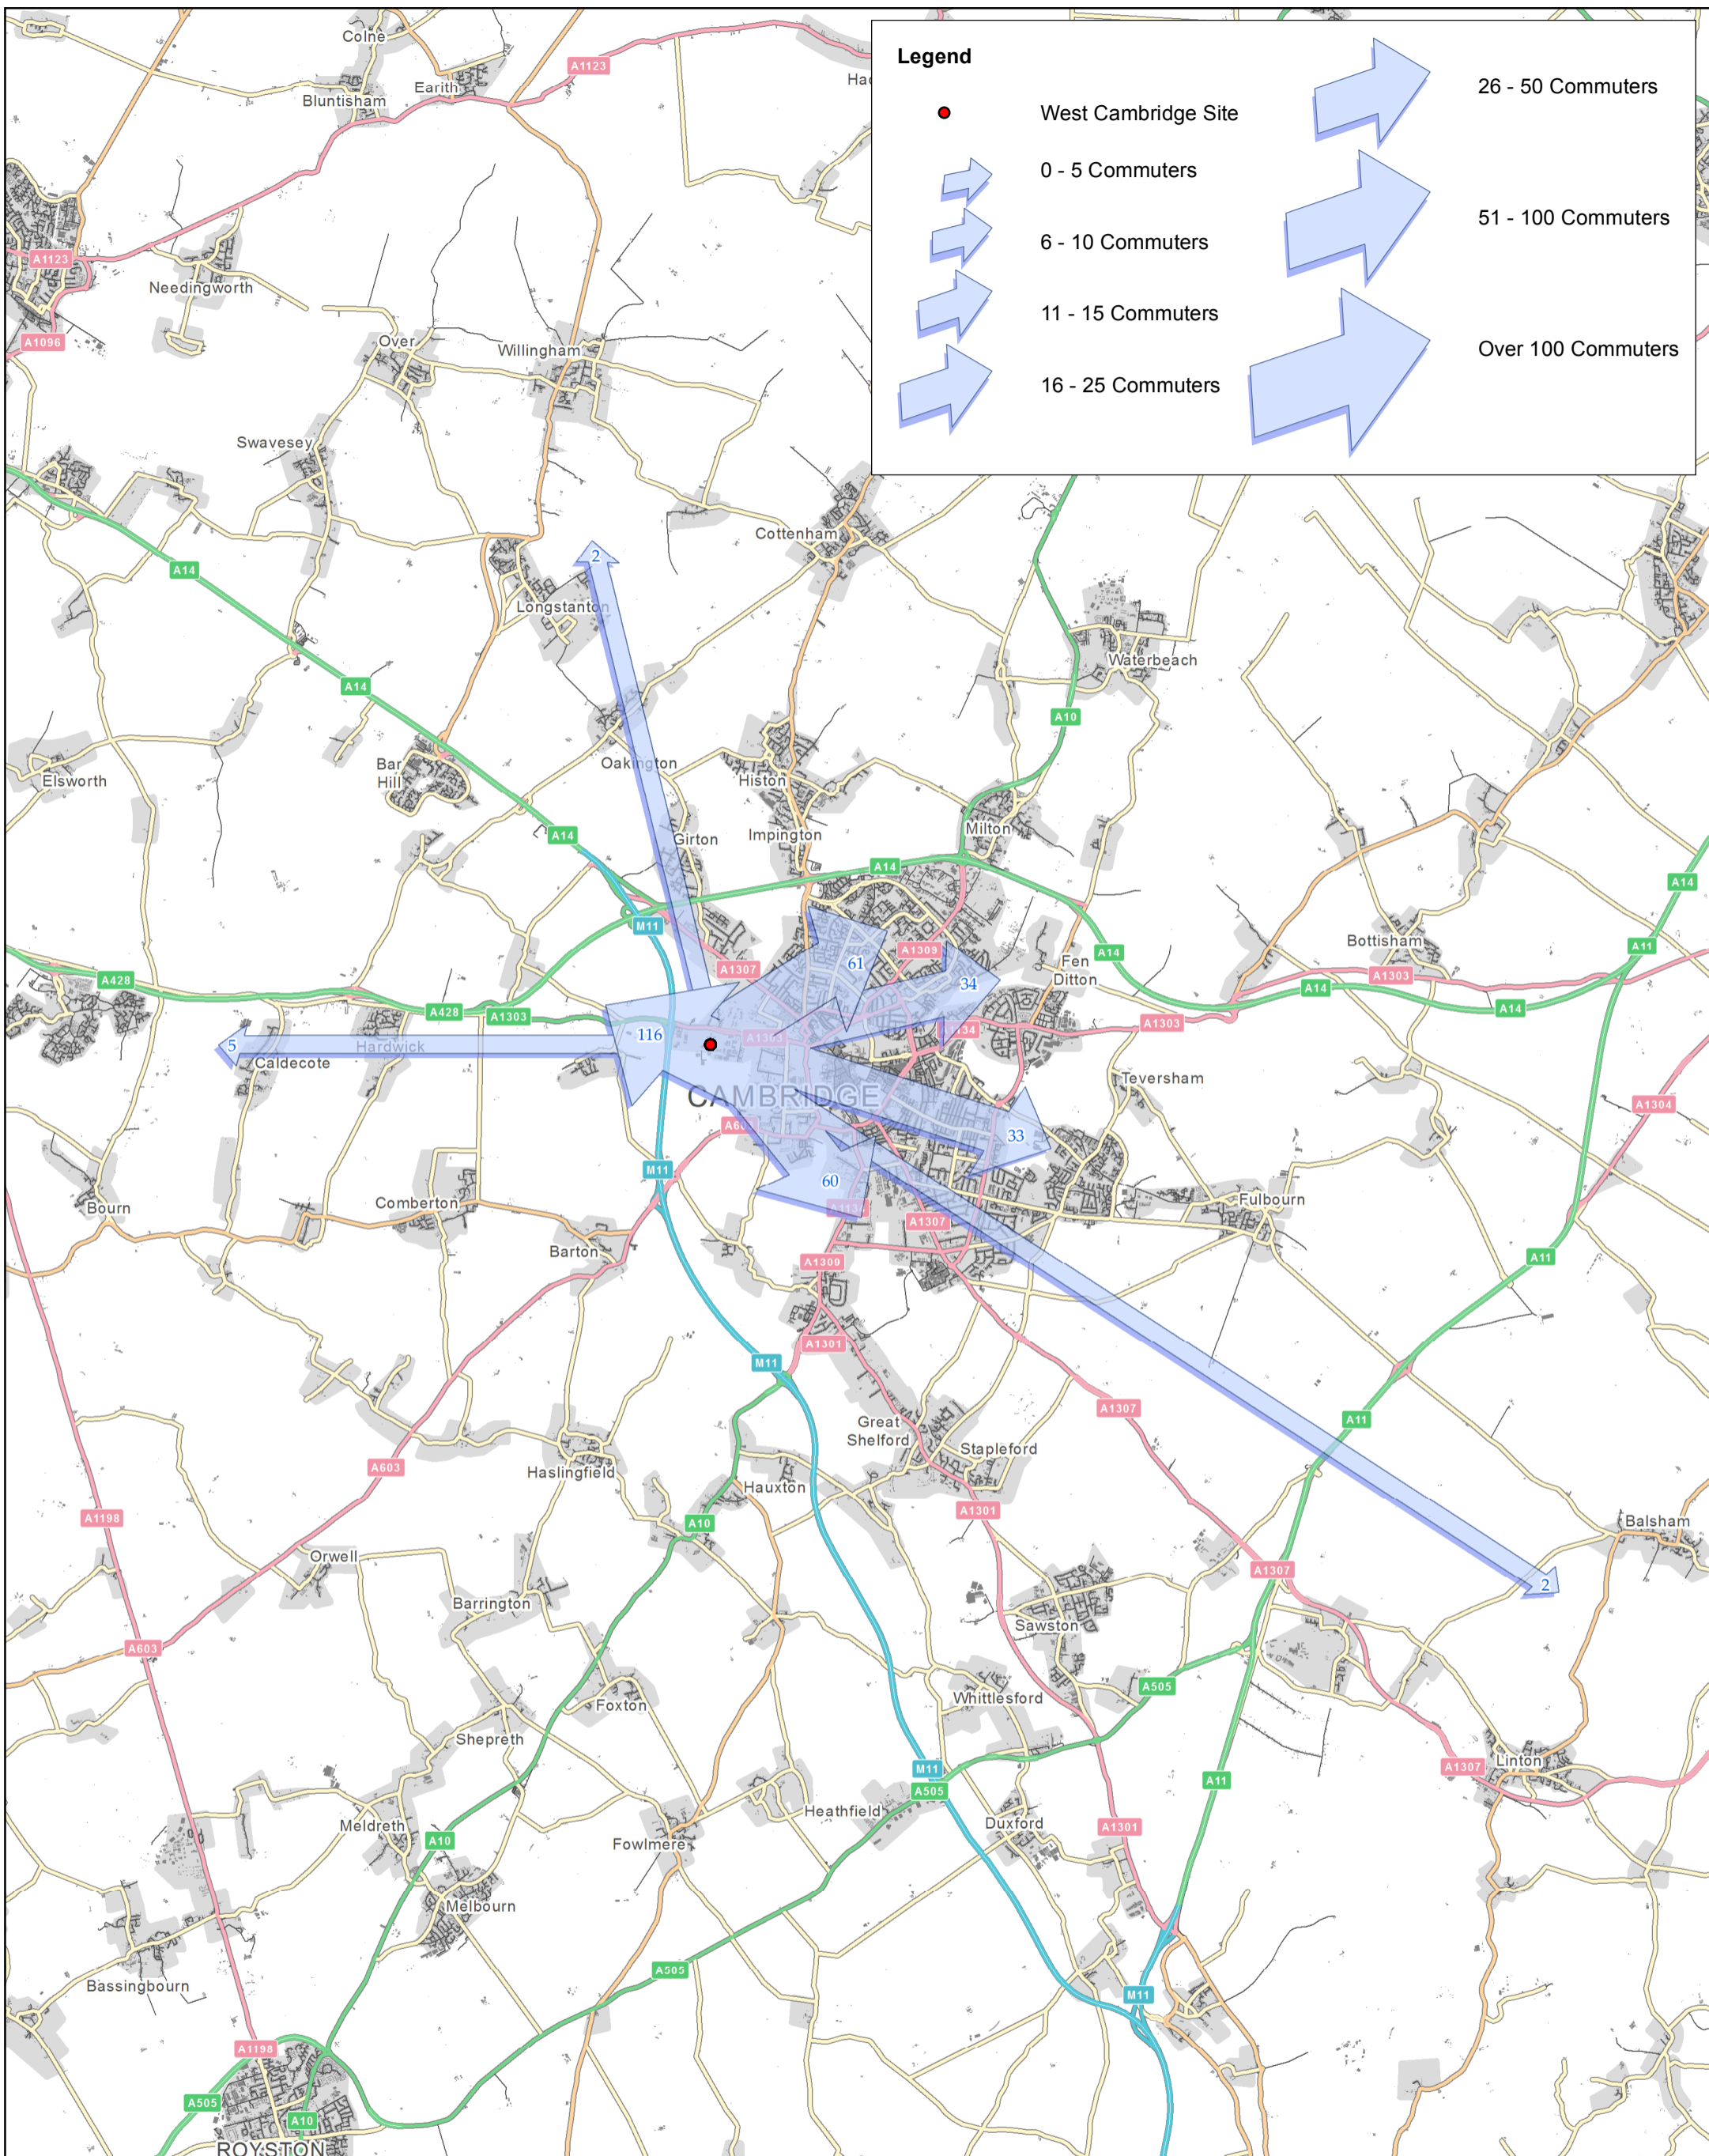 Legend
West Cambridge Site
0 - 5 Commuters
6 - 10 Commuters
11 - 15 Commuters
16 - 25 Commuters
26 - 50 Commuters
51 - 100 Commuters
Over 100 Commuters
Colne
Bluntisham
Earith
A1123
A1123
Needingworth
A1096
Over
Willingham
Swavesey
Cottenham
A14
2
Longstanton
Waterbeach
A14
A10
Elsworth
Bar
Hill
Oakington
Histon
Impington
Girton
Milton
A14
A14
A14
M11
A1307
61
A1309
34
Fen
Ditton
A14
Bottisham
A1303
A11
A14
A14
A428
A428
A1303
A1303
A1303
116
5
Caldecote
Hardwick
CAMBRIDGE
Teversham
A1304
33
M11
60
Comberton
Bourn
Barton
A1307
Fulbourn
A1309
A11
A1301
M11
A1307
A11
Great
Shelford
Stapleford
A603
Haslingfield
Hauxton
A1198
A10
A1301
Balsham
Orwell
A1307
2
Barrington
Sawston
A603
A505
Whittlesford
Foxton
Shepreth
M11
A505
A11
A1307
Linton
Meldreth
A10
Heathfield
Duxford
A1301
Fowlmere
Melbourn
A505
Bassingbourn
M11
A1198
A505
A10
ROYSTON